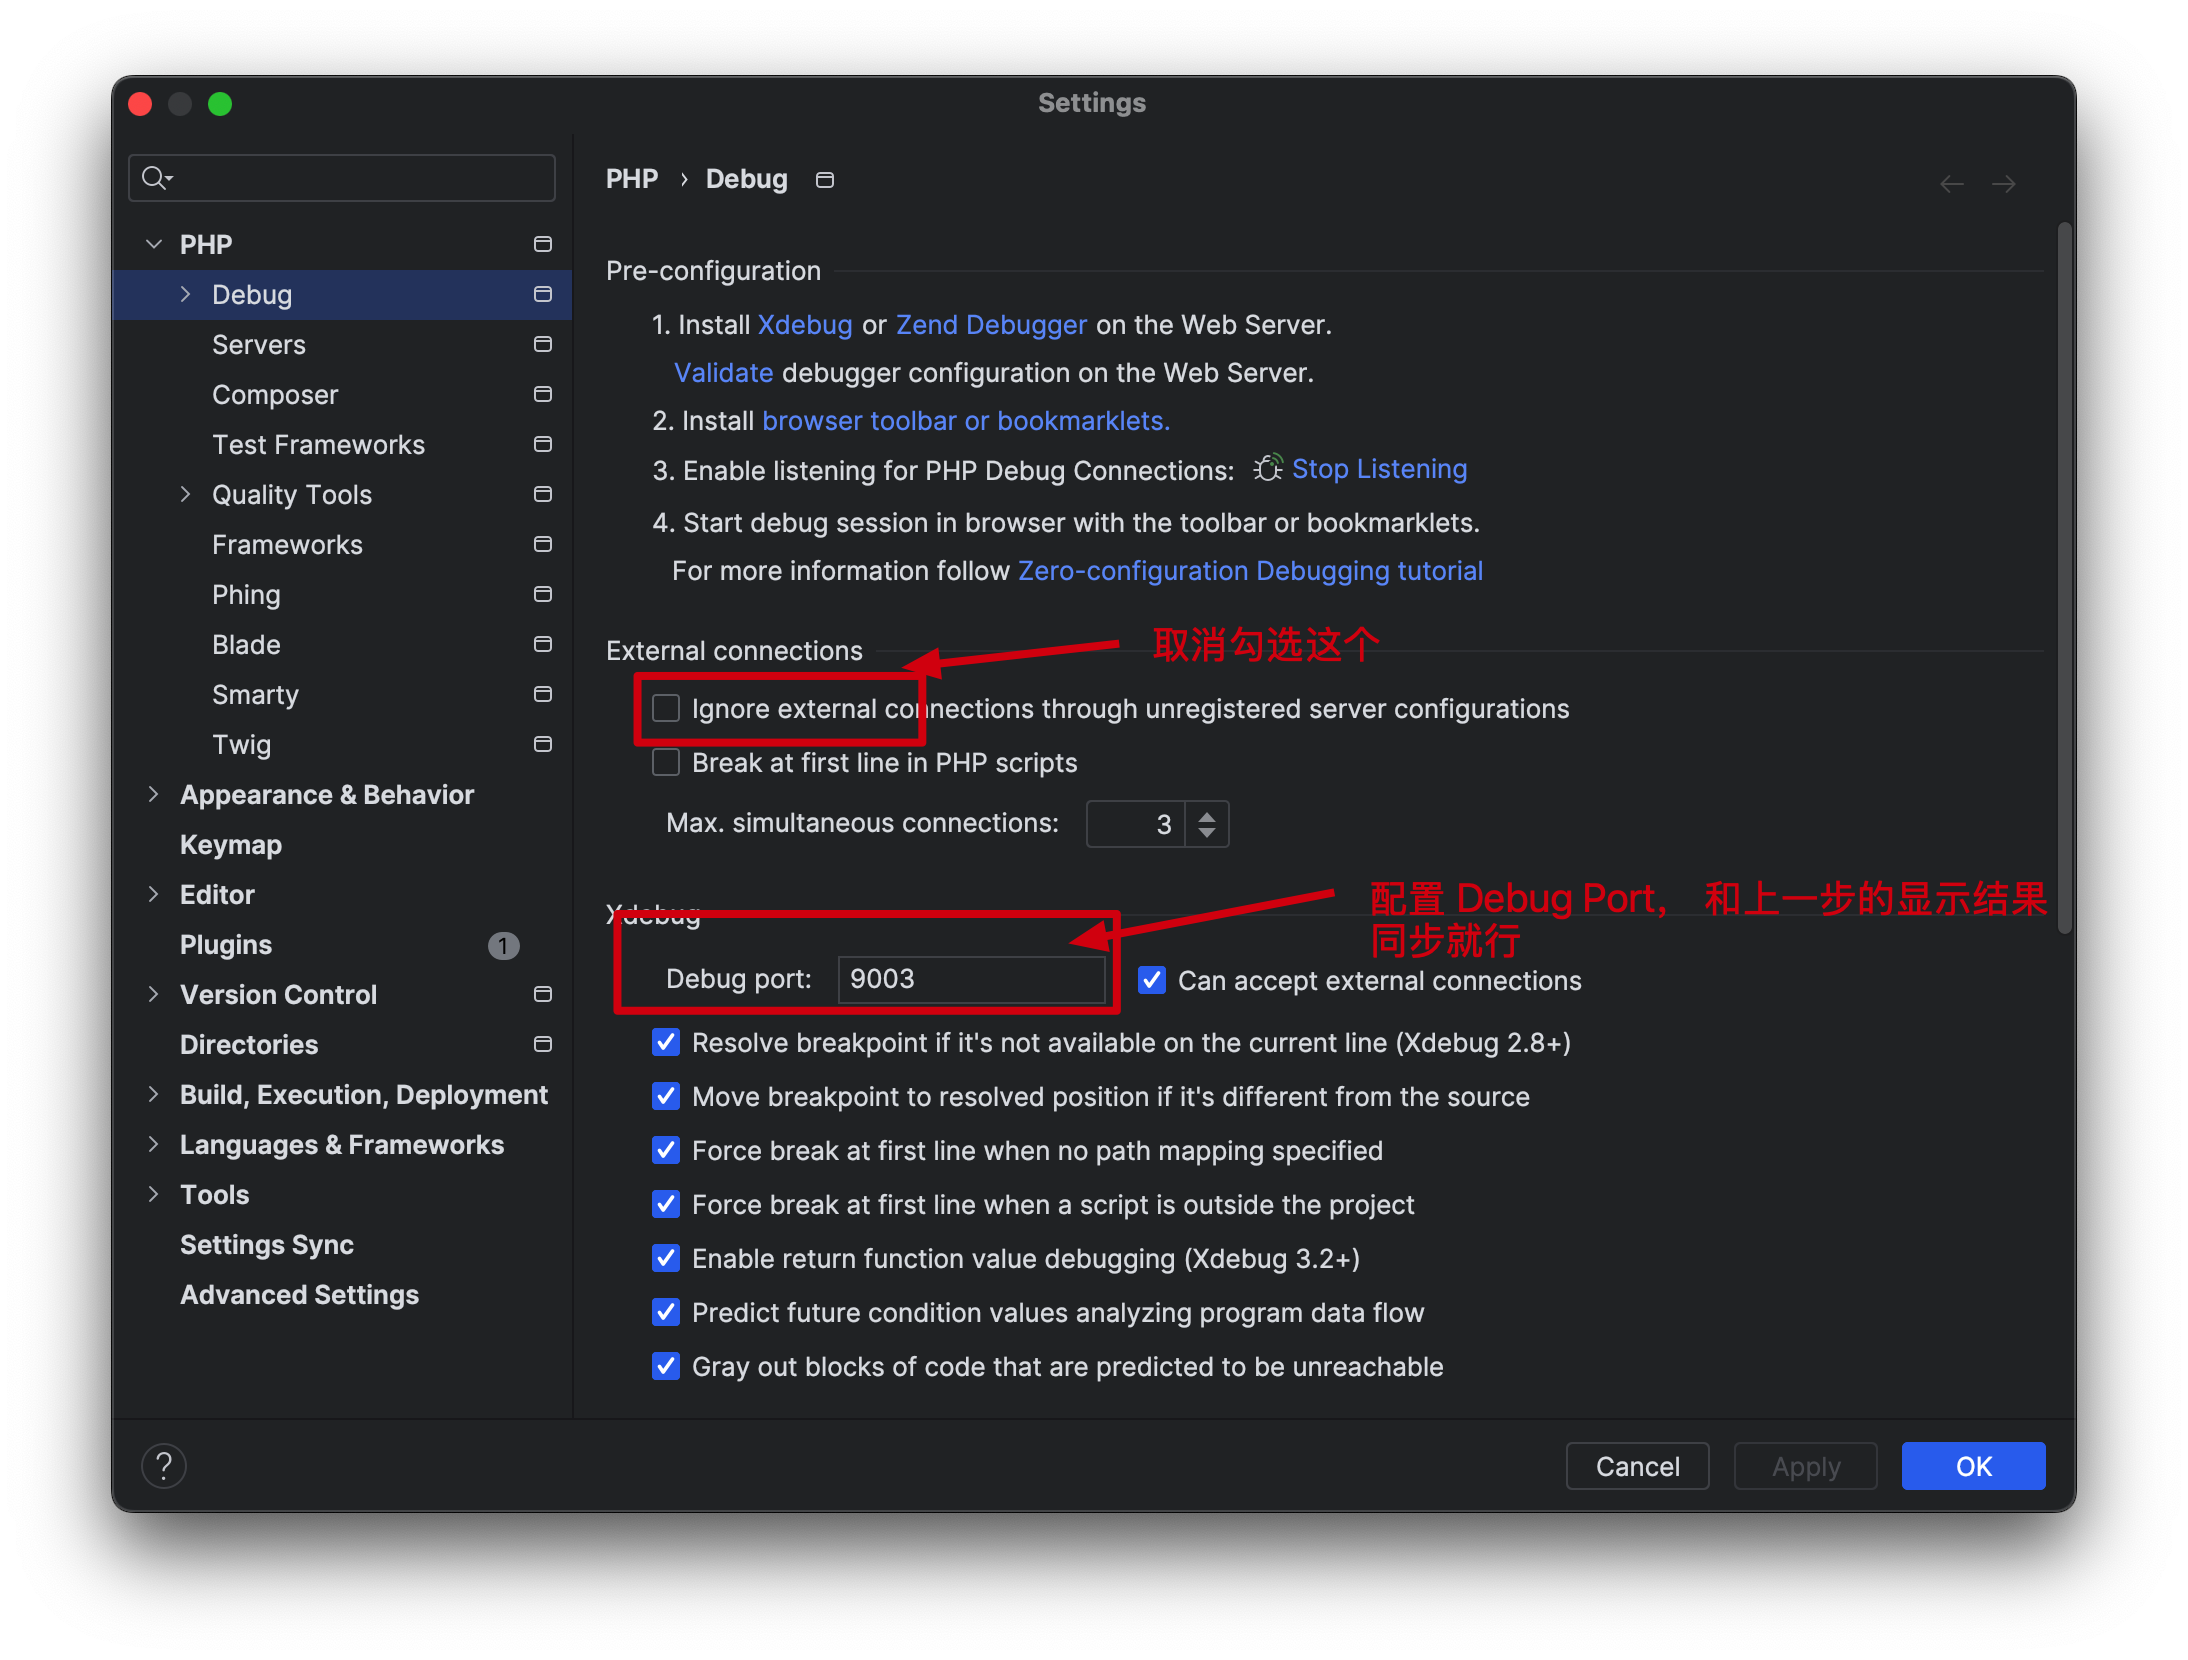 Settings
PHP
Debug
Servers
Composer
Test Frameworks
Quality Tools
Frameworks
Phing
Blade
Smarty
Twig
Appearance & Behavior
Keymap
Editor
Plugins 1
Version Control
Directories
Build, Execution, Deployment
Languages & Frameworks
Tools
Settings Sync
Advanced Settings
PHP › Debug
Pre-configuration
1. Install Xdebug or Zend Debugger on the Web Server.
Validate debugger configuration on the Web Server.
2. Install browser toolbar or bookmarklets.
3. Enable listening for PHP Debug Connections: Stop Listening
4. Start debug session in browser with the toolbar or bookmarklets.
For more information follow Zero-configuration Debugging tutorial
External connections
取消勾选这个
Ignore external connections through unregistered server configurations
Break at first line in PHP scripts
Max. simultaneous connections: 3
Xdebug
配置 Debug Port， 和上一步的显示结果
同步就行
Debug port: 9003 Can accept external connections
Resolve breakpoint if it's not available on the current line (Xdebug 2.8+)
Move breakpoint to resolved position if it's different from the source
Force break at first line when no path mapping specified
Force break at first line when a script is outside the project
Enable return function value debugging (Xdebug 3.2+)
Predict future condition values analyzing program data flow
Gray out blocks of code that are predicted to be unreachable
?
Cancel
Apply
OK